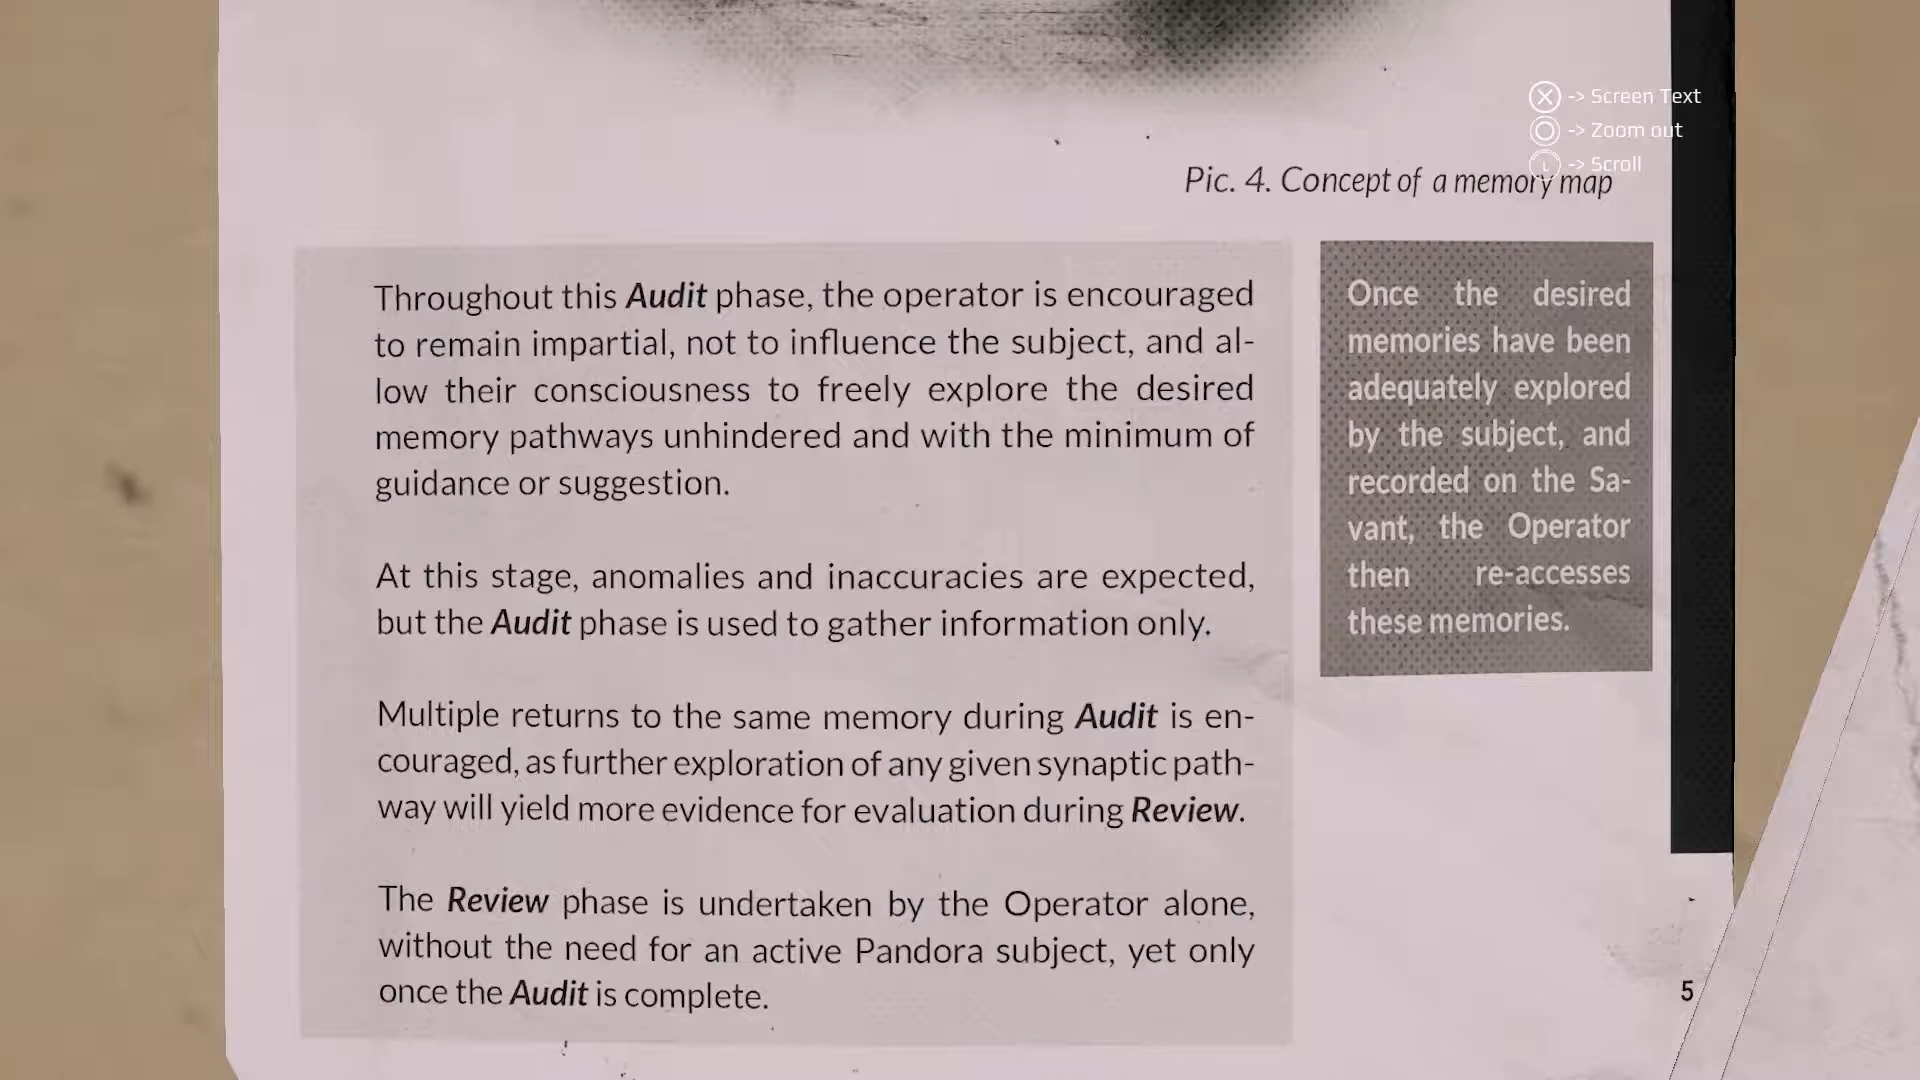 -> Screen Text
-> Zoom out
-> Scroll
Pic. 4. Concept of a memory map
Throughout this Audit phase, the operator is encouraged
to remain impartial, not to influence the subject, and al-
low their consciousness to freely explore the desired
memory pathways unhindered and with the minimum of
guidance or suggestion.
At this stage, anomalies and inaccuracies are expected,
but the Audit phase is used to gather information only.
Multiple returns to the same memory during Audit is en-
couraged, as further exploration of any given synaptic path-
way will yield more evidence for evaluation during Review.
The Review phase is undertaken by the Operator alone,
without the need for an active Pandora subject, yet only
once the Audit is complete.
Once the desired
memories have been
adequately explored
by the subject, and
recorded on the Sa-
vant, the Operator
then re-accesses
these memories.
5